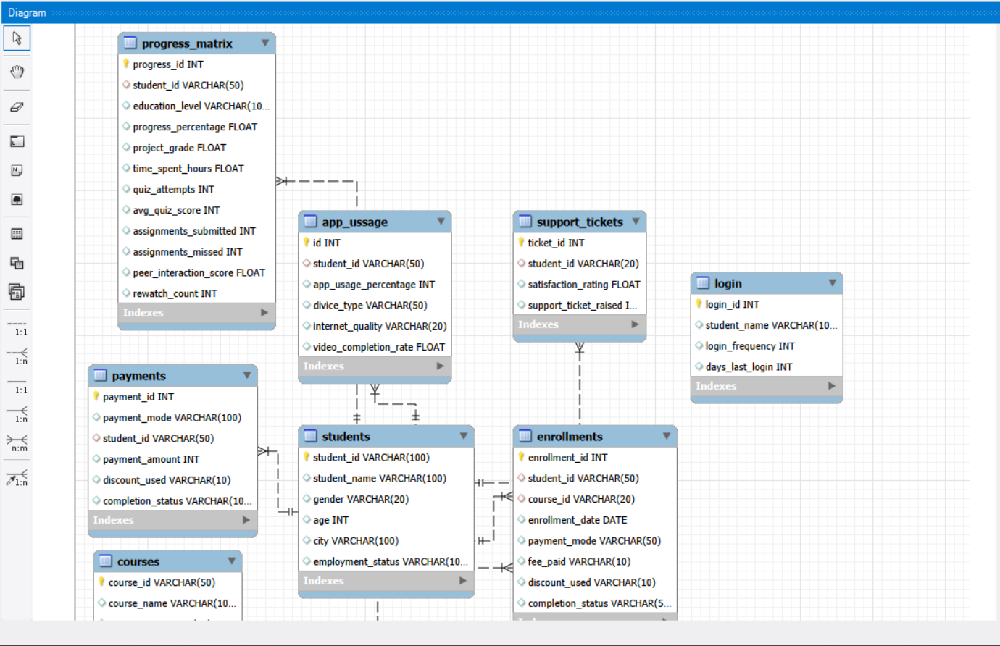 Diagram
progress_matrix
progress_id INT
student_id VARCHAR(50)
education_level VARCHAR(10...
progress_percentage FLOAT
project_grade FLOAT
time_spent_hours FLOAT
quiz_attempts INT
avg_quiz_score INT
assignments_submitted INT
assignments_missed INT
peer_interaction_score FLOAT
rewatch_count INT
Indexes
app_ussage
id INT
student_id VARCHAR(50)
app_usage_percentage INT
divice_type VARCHAR(50)
internet_quality VARCHAR(20)
video_completion_rate FLOAT
Indexes
support_tickets
ticket_id INT
student_id VARCHAR(20)
satisfaction_rating FLOAT
support_ticket_raised I...
Indexes
login
login_id INT
student_name VARCHAR(10...
login_frequency INT
days_last_login INT
Indexes
payments
payment_id INT
payment_mode VARCHAR(100)
student_id VARCHAR(50)
payment_amount INT
discount_used VARCHAR(10)
completion_status VARCHAR(10...
Indexes
students
student_id VARCHAR(100)
student_name VARCHAR(100)
gender VARCHAR(20)
age INT
city VARCHAR(100)
employment_status VARCHAR(10...
Indexes
enrollments
enrollment_id INT
student_id VARCHAR(50)
course_id VARCHAR(20)
enrollment_date DATE
payment_mode VARCHAR(50)
fee_paid VARCHAR(10)
discount_used VARCHAR(10)
completion_status VARCHAR(5...
courses
course_id VARCHAR(50)
course_name VARCHAR(10...
1:1
1:n
1:1
1:n
n:m
1:n